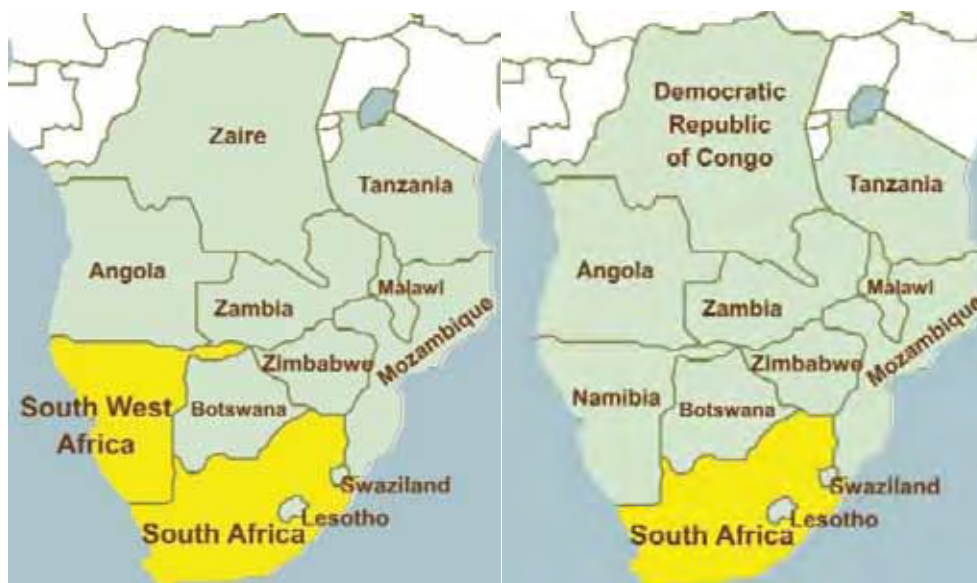 Zaire
Tanzania
Angola
Malawi
Zambia
Mozambique
Zimbabwe
South West
Africa
Botswana
Swaziland
Lesotho
South Africa
Democratic
Republic
of Congo
Tanzania
Angola
Malawi
Zambia
Mozambique
Zimbabwe
Namibia
Botswana
Swaziland
Lesotho
South Africa